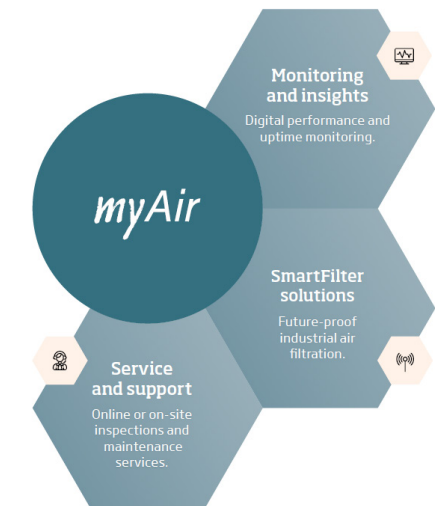 Monitoring
and insights
Digital performance and
uptime monitoring.
myAir
SmartFilter
solutions
Future-proof
industrial air
filtration.
Service
and support
Online or on-site
inspections and
maintenance
services.